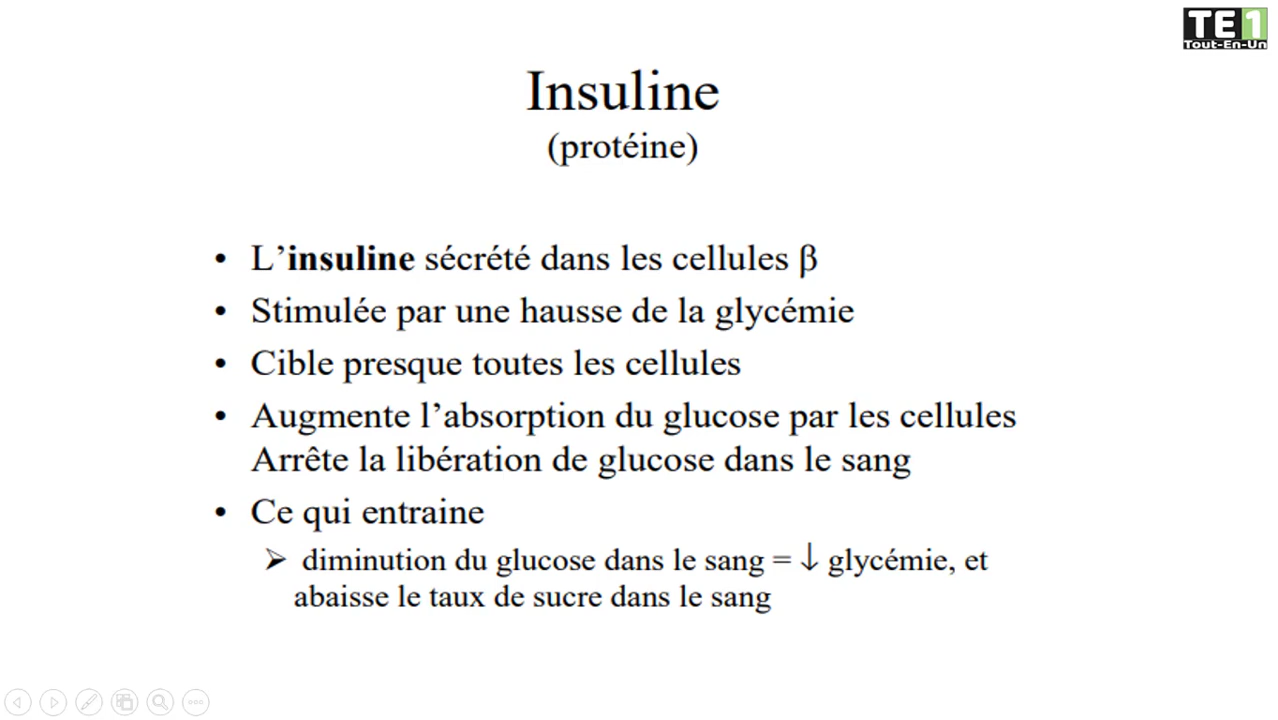 TE1
Tout-En-Un
Insuline
(protéine)
• L’insuline sécrété dans les cellules β
• Stimulée par une hausse de la glycémie
• Cible presque toutes les cellules
• Augmente l’absorption du glucose par les cellules
Arrête la libération de glucose dans le sang
• Ce qui entraine
➢ diminution du glucose dans le sang = ↓ glycémie, et
abaisse le taux de sucre dans le sang